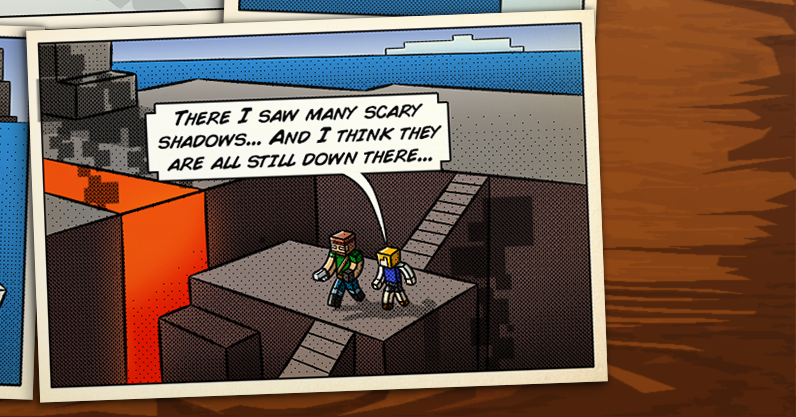 THERE I SAW MANY SCARY
SHADOWS... AND I THINK THEY
ARE ALL STILL DOWN THERE...